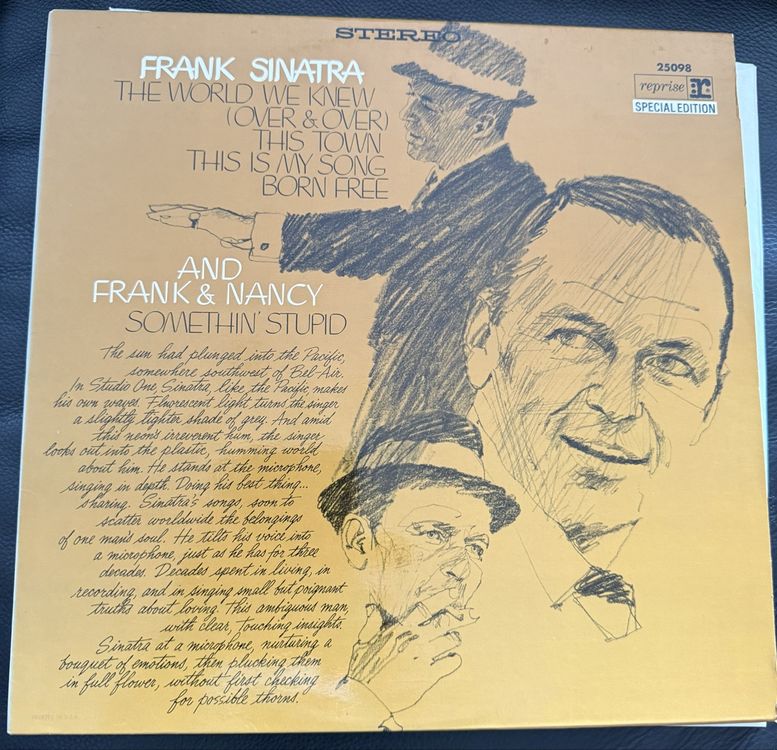 STEREO
FRANK SINATRA
THE WORLD WE KNEW
(OVER & OVER)
THIS TOWN
THIS IS MY SONG
BORN FREE
25098
reprise r:
SPECIAL EDITION
AND
FRANK & NANCY
SOMETHIN' STUPID
The sun had plunged into the Pacific,
somewhere southwest of Bel-Air.
In Studio One, Sinatra, like the Pacific, makes
his own waves. Fluorescent light turns the singer
a slightly lighter shade of grey. And amid
this neon's irreverent hum, the singer
looks out into the plastic, humming world
about him. He stands at the microphone,
singing in depth. Doing his best thing...
sharing. Sinatra's songs, soon to
scatter worldwide the belongings
of one man's soul. He tilts his voice into
a microphone, just as he has for three
decades. Decades spent in living, in
recording, and in singing small but poignant
truths about loving. This ambiguous man,
with clear, touching insights.
Sinatra at a microphone, nurturing a
bouquet of emotions, then plucking them
in full flower, without first checking
for possible thorns.